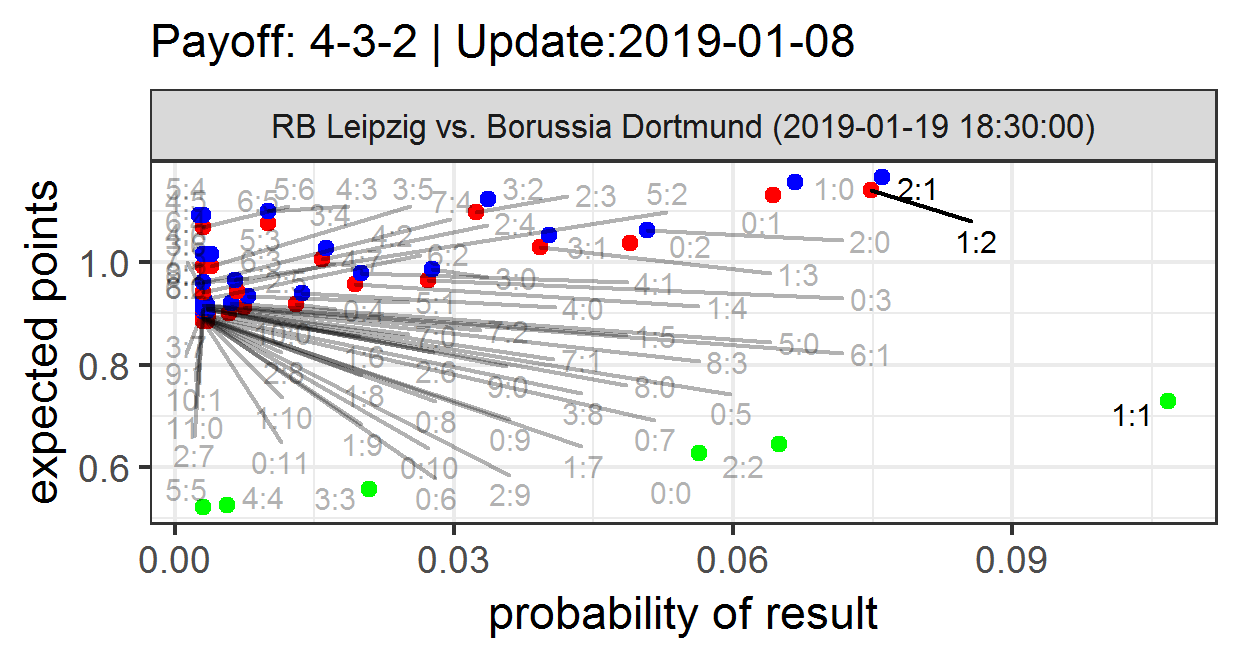 Payoff: 4-3-2 | Update:2019-01-08
RB Leipzig vs. Borussia Dortmund (2019-01-19 18:30:00)
expected points
1.0
0.8
0.6
5:4 5:6 4:3 3:5 3:2 2:3 5:2 1:0 2:1
6:5 3:4 7:4 2:4 0:1 1:2
5:3 4:2 3:1 0:2 2:0
6:3 6:2 3:0 4:1 1:3
5:1 4:0 1:4 0:3
0:4 7:2 1:5 5:0 6:1
10:0 7:0 7:1 8:3
1:6 2:6 9:0 8:0
9:1 2:8
10:1 1:8 0:8 3:8 0:5 1:1
11:0 1:10 0:9 0:7
2:7 0:11 1:9 0:10 1:7 2:2
5:5 4:4 3:3 0:6 2:9 0:0
0.00 0.03 0.06 0.09
probability of result